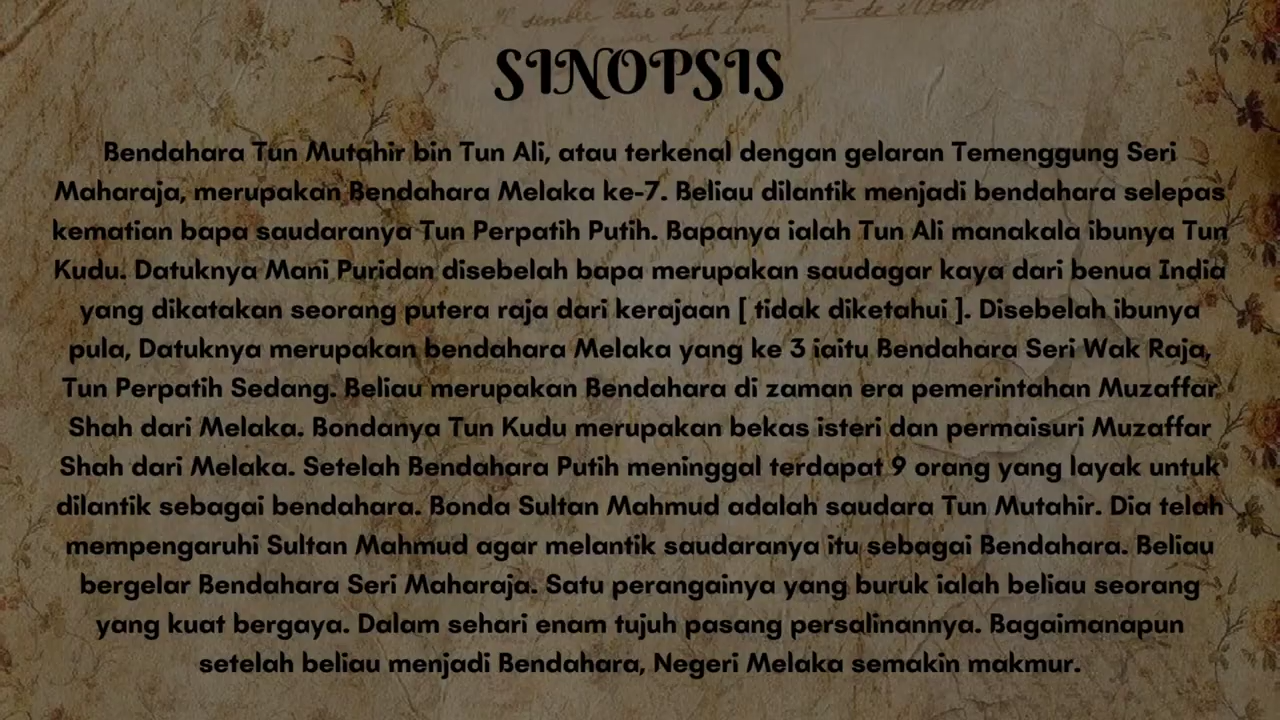 SINOPSIS
Bendahara Tun Mutahir bin Tun Ali, atau terkenal dengan gelaran Temenggung Seri
Maharaja, merupakan Bendahara Melaka ke-7. Beliau dilantik menjadi bendahara selepas
kematian bapa saudaranya Tun Perpatih Putih. Bapanya ialah Tun Ali manakala ibunya Tun
Kudu. Datuknya Mani Puridan disebelah bapa merupakan saudagar kaya dari benua India
yang dikatakan seorang putera raja dari kerajaan [ tidak diketahui ]. Disebelah ibunya
pula, Datuknya merupakan bendahara Melaka yang ke 3 iaitu Bendahara Seri Wak Raja,
Tun Perpatih Sedang. Beliau merupakan Bendahara di zaman era pemerintahan Muzaffar
Shah dari Melaka. Bondanya Tun Kudu merupakan bekas isteri dan permaisuri Muzaffar
Shah dari Melaka. Setelah Bendahara Putih meninggal terdapat 9 orang yang layak untuk
dilantik sebagai bendahara. Bonda Sultan Mahmud adalah saudara Tun Mutahir. Dia telah
mempengaruhi Sultan Mahmud agar melantik saudaranya itu sebagai Bendahara. Beliau
bergelar Bendahara Seri Maharaja. Satu perangainya yang buruk ialah beliau seorang
yang kuat bergaya. Dalam sehari enam tujuh pasang persalinannya. Bagaimanapun
setelah beliau menjadi Bendahara, Negeri Melaka semakin makmur.